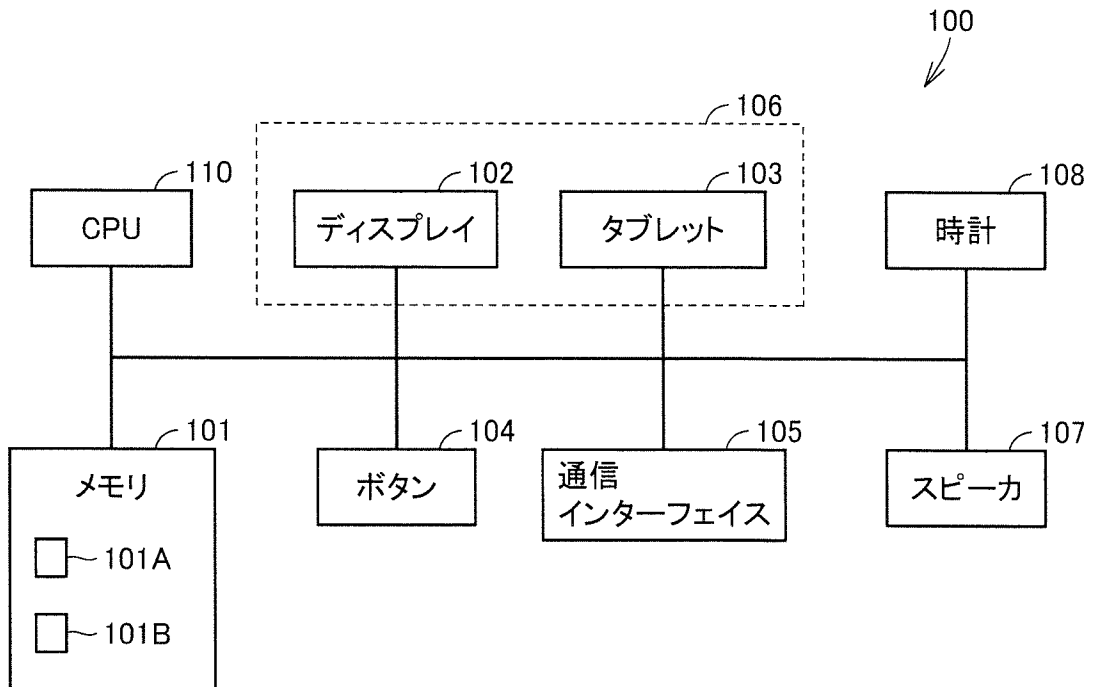 100
106
110
102
103
108
CPU
ディスプレイ
タブレット
時計
101
104
105
107
メモリ
ボタン
通信
インターフェイス
スピーカ
101A
101B